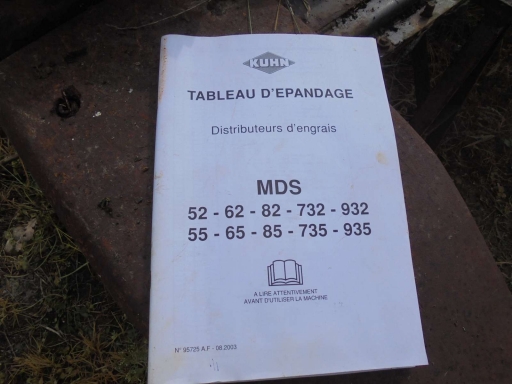 KUHN
TABLEAU D'EPANDAGE
Distributeurs d'engrais
MDS
52 - 62 - 82 - 732 - 932
55 - 65 - 85 - 735 - 935
A LIRE ATTENTIVEMENT
AVANT D'UTILISER LA MACHINE
N° 95725 A.F - 08.2003